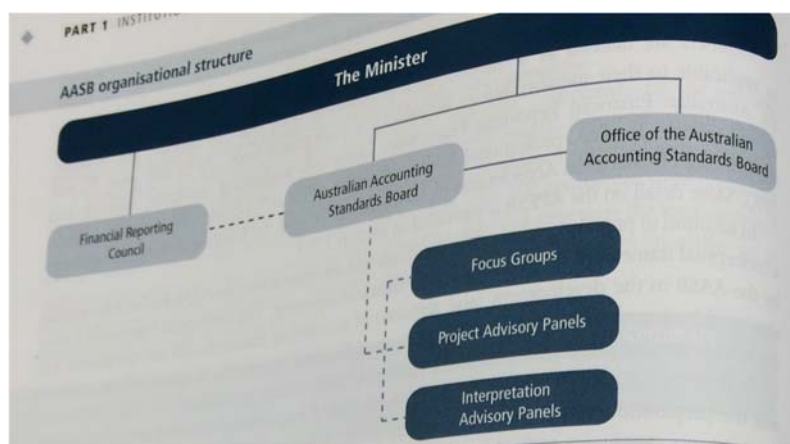 PART 1
AASB organisational structure
The Minister
Financial Reporting
Council
Australian Accounting
Standards Board
Office of the Australian
Accounting Standards Board
Focus Groups
Project Advisory Panels
Interpretation
Advisory Panels